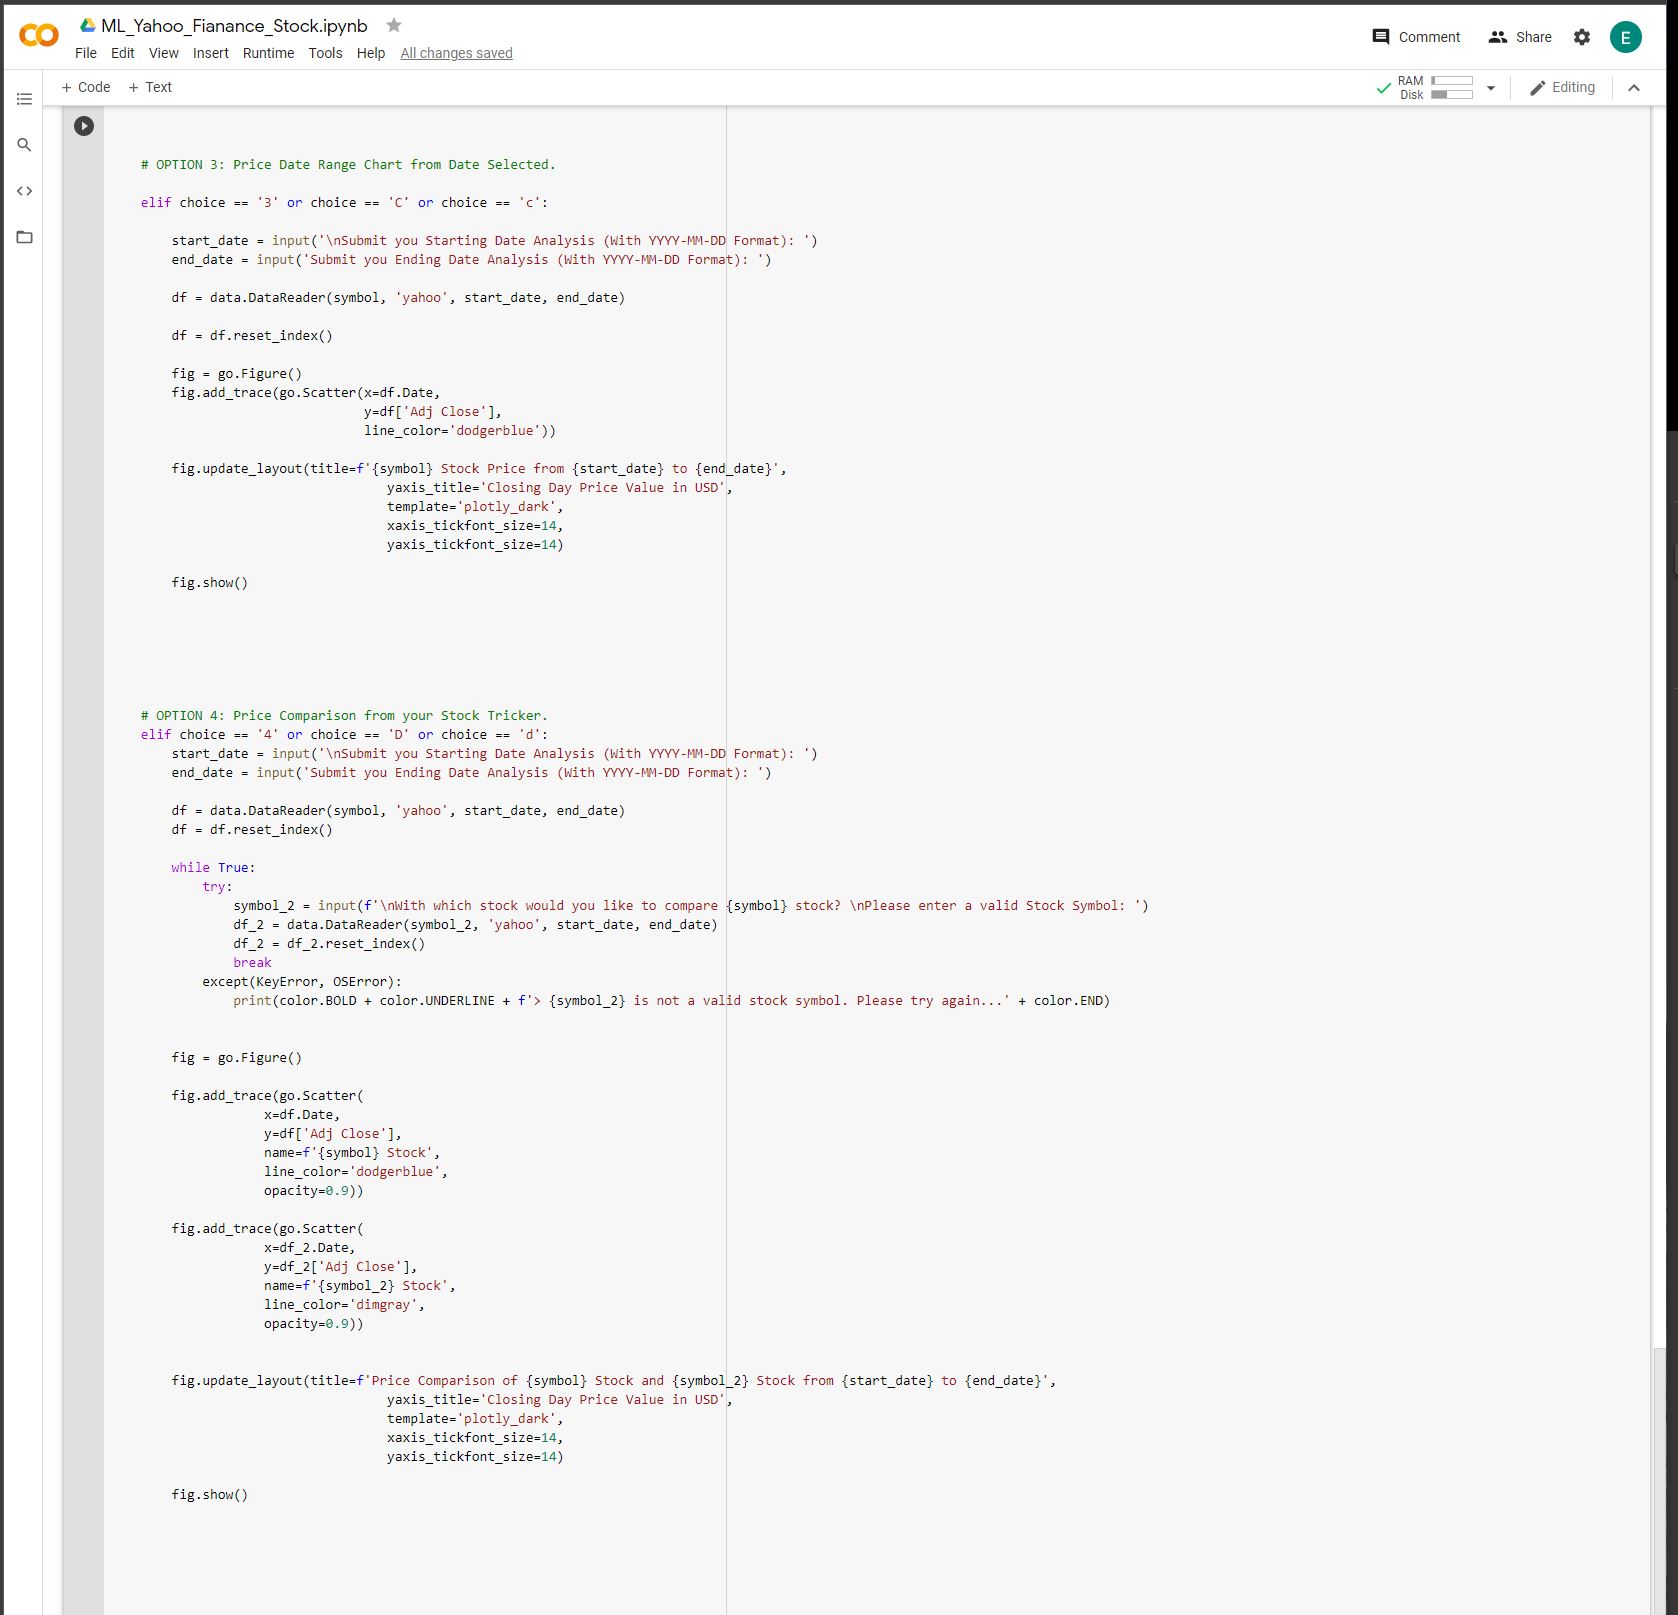 ML_Yahoo_Fianance_Stock.ipynb
File Edit View Insert Runtime Tools Help All changes saved
Comment Share E
+ Code + Text
RAM
Disk
Editing
# OPTION 3: Price Date Range Chart from Date Selected.
elif choice == '3' or choice == 'C' or choice == 'c':
start_date = input('\nSubmit you Starting Date Analysis (With YYYY-MM-DD Format): ')
end_date = input('Submit you Ending Date Analysis (With YYYY-MM-DD Format): ')
df = data.DataReader(symbol, 'yahoo', start_date, end_date)
df = df.reset_index()
fig = go.Figure()
fig.add_trace(go.Scatter(x=df.Date,
y=df['Adj Close'],
line_color='dodgerblue'))
fig.update_layout(title=f'{symbol} Stock Price from {start_date} to {end_date}',
yaxis_title='Closing Day Price Value in USD',
template='plotly_dark',
xaxis_tickfont_size=14,
yaxis_tickfont_size=14)
fig.show()
# OPTION 4: Price Comparison from your Stock Tricker.
elif choice == '4' or choice == 'D' or choice == 'd':
start_date = input('\nSubmit you Starting Date Analysis (With YYYY-MM-DD Format): ')
end_date = input('Submit you Ending Date Analysis (With YYYY-MM-DD Format): ')
df = data.DataReader(symbol, 'yahoo', start_date, end_date)
df = df.reset_index()
while True:
try:
symbol_2 = input(f'\nWith which stock would you like to compare {symbol} stock? \nPlease enter a valid Stock Symbol: ')
df_2 = data.DataReader(symbol_2, 'yahoo', start_date, end_date)
df_2 = df_2.reset_index()
break
except(KeyError, OSError):
print(color.BOLD + color.UNDERLINE + f'> {symbol_2} is not a valid stock symbol. Please try again...' + color.END)
fig = go.Figure()
fig.add_trace(go.Scatter(
x=df.Date,
y=df['Adj Close'],
name=f'{symbol} Stock',
line_color='dodgerblue',
opacity=0.9))
fig.add_trace(go.Scatter(
x=df_2.Date,
y=df_2['Adj Close'],
name=f'{symbol_2} Stock',
line_color='dimgray',
opacity=0.9))
fig.update_layout(title=f'Price Comparison of {symbol} Stock and {symbol_2} Stock from {start_date} to {end_date}',
yaxis_title='Closing Day Price Value in USD',
template='plotly_dark',
xaxis_tickfont_size=14,
yaxis_tickfont_size=14)
fig.show()